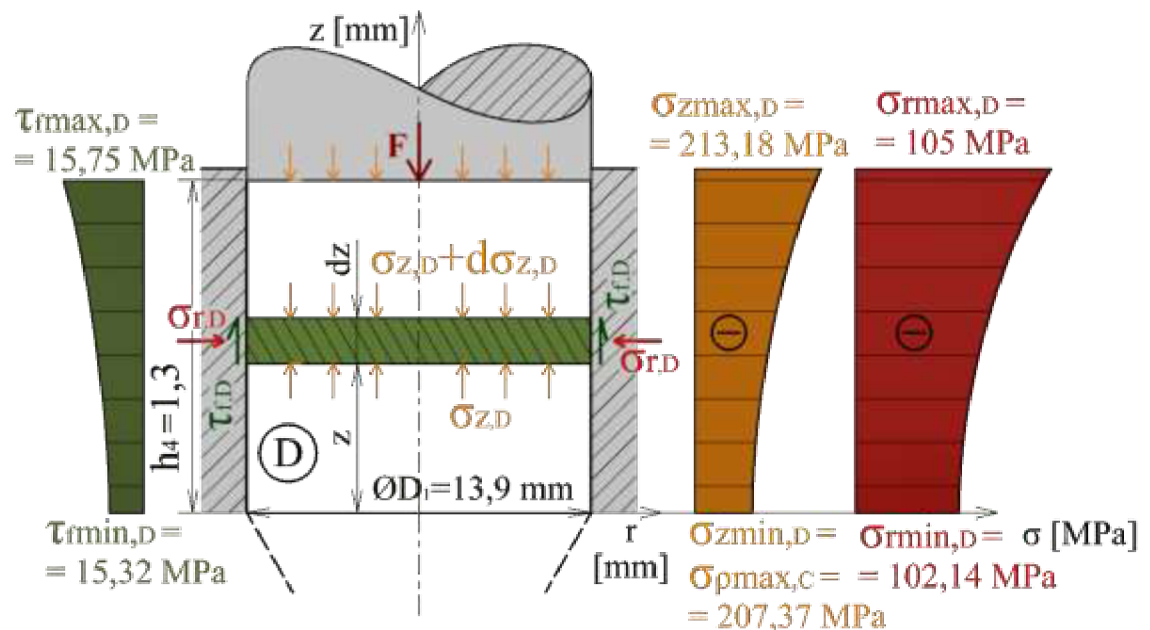 z [mm]
τfmax,D =
= 15,75 MPa
F
σzmax,D =
= 213,18 MPa
σrmax,D =
= 105 MPa
dz
σz,D+dσz,D
τf,D
σr,D
σr,D
τf,D
h4=1,3
z
σz,D
D
ØD1=13,9 mm
τfmin,D =
= 15,32 MPa
r
[mm]
σzmin,D =
σρmax,C =
= 207,37 MPa
σrmin,D =
= 102,14 MPa
σ [MPa]